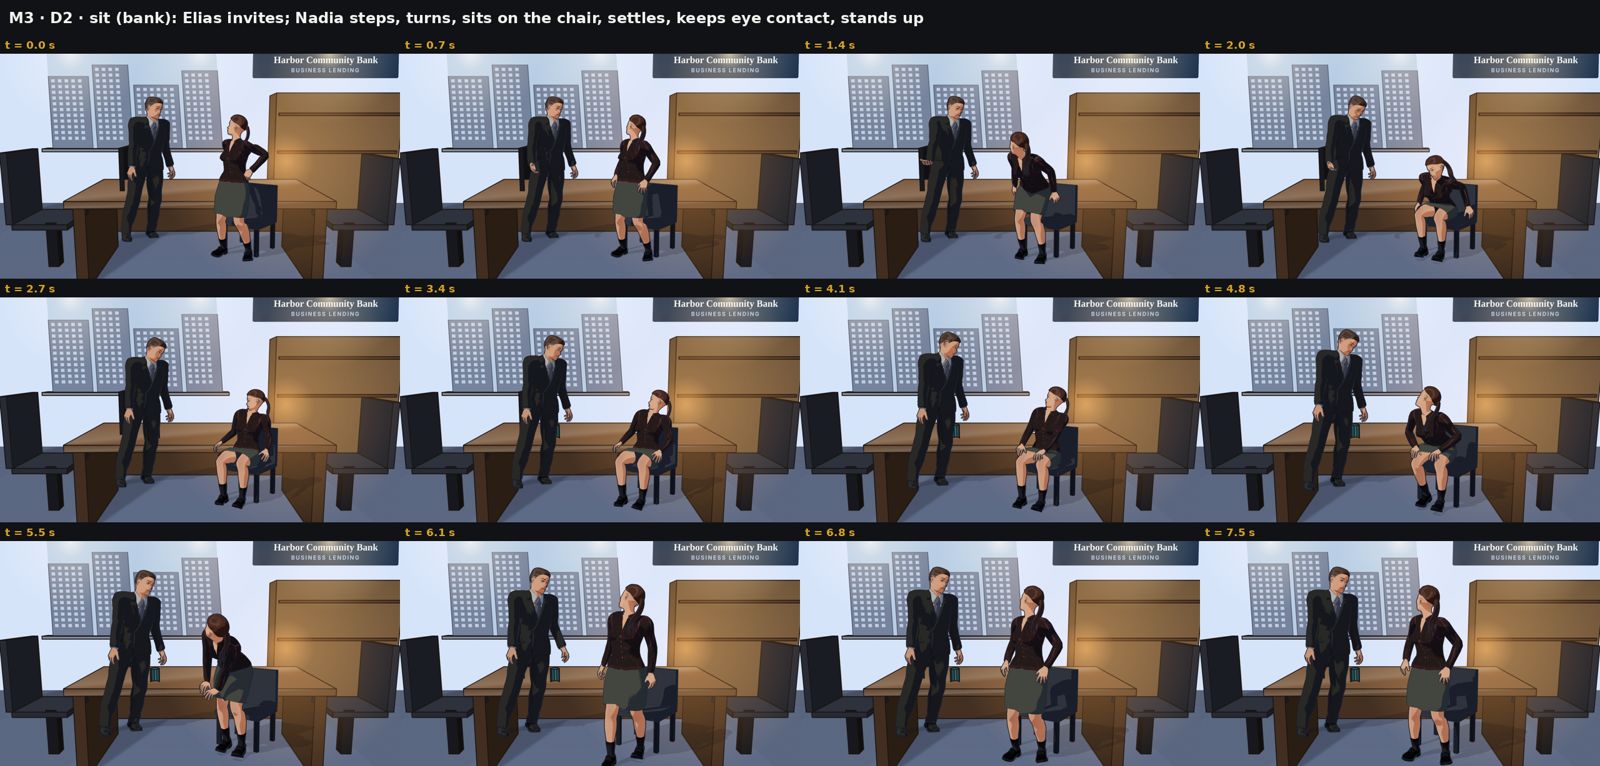 M3 · D2 · sit (bank): Elias invites; Nadia steps, turns, sits on the chair, settles, keeps eye contact, stands up
t = 0.0 s
t = 0.7 s
t = 1.4 s
t = 2.0 s
Harbor Community Bank
BUSINESS LENDING
Harbor Community Bank
BUSINESS LENDING
Harbor Community Bank
BUSINESS LENDING
Harbor Community Bank
BUSINESS LENDING
t = 2.7 s
t = 3.4 s
t = 4.1 s
t = 4.8 s
Harbor Community Bank
BUSINESS LENDING
Harbor Community Bank
BUSINESS LENDING
Harbor Community Bank
BUSINESS LENDING
Harbor Community Bank
BUSINESS LENDING
t = 5.5 s
t = 6.1 s
t = 6.8 s
t = 7.5 s
Harbor Community Bank
BUSINESS LENDING
Harbor Community Bank
BUSINESS LENDING
Harbor Community Bank
BUSINESS LENDING
Harbor Community Bank
BUSINESS LENDING